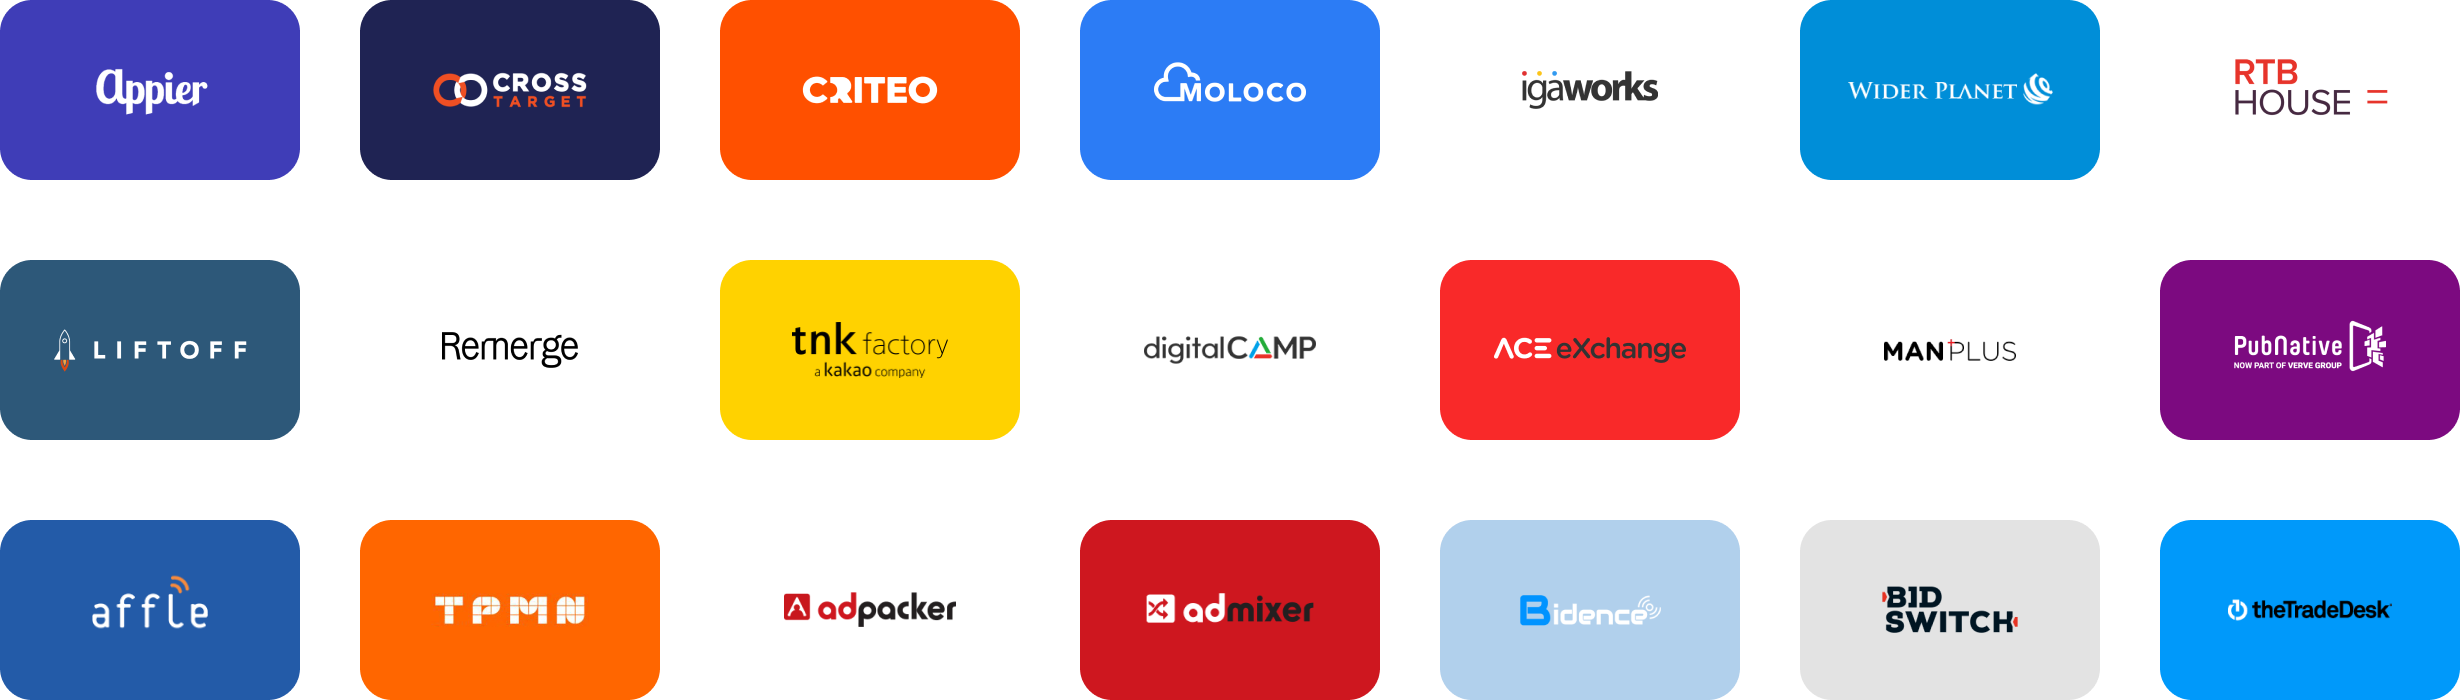 Appier
CROSS
TARGET
CRITEO
MOLOCO
igaworks
WIDER PLANET
RTB
HOUSE
LIFTOFF
Remerge
tnk factory
a kakao company
digitalCAMP
ACE eXchange
MANPLUS
PubNative
NOW PART OF VERVE GROUP
affle
TPMN
adpacker
admixer
Bidence
BID
SWITCH
theTradeDesk